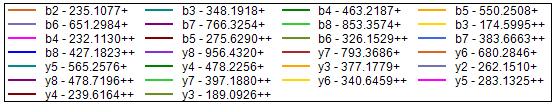 b2 - 235.1077+ b3 - 348.1918+ b4 - 463.2187+ b5 - 550.2508+
b6 - 651.2984+ b7 - 766.3254+ b8 - 853.3574+ b3 - 174.5995++
b4 - 232.1130++ b5 - 275.6290++ b6 - 326.1529++ b7 - 383.6663++
b8 - 427.1823++ y8 - 956.4320+ y7 - 793.3686+ y6 - 680.2846+
y5 - 565.2576+ y4 - 478.2256+ y3 - 377.1779+ y2 - 262.1510+
y8 - 478.7196++ y7 - 397.1880++ y6 - 340.6459++ y5 - 283.1325++
y4 - 239.6164++ y3 - 189.0926++